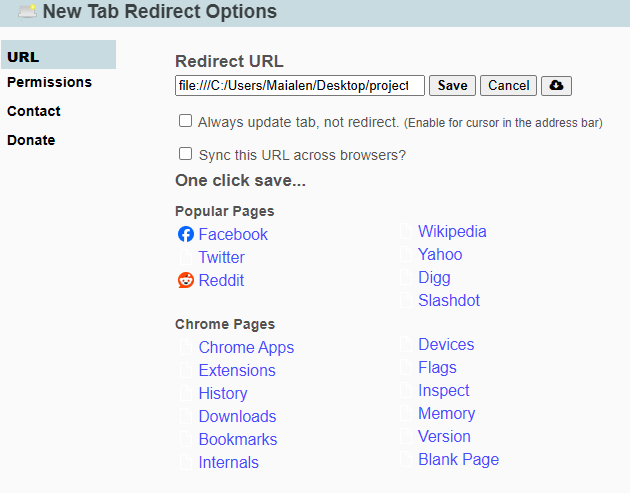 New Tab Redirect Options
URL
Permissions
Contact
Donate
Redirect URL
file:///C:/Users/Maialen/Desktop/project Save Cancel
Always update tab, not redirect. (Enable for cursor in the address bar)
Sync this URL across browsers?
One click save...
Popular Pages
Facebook
Twitter
Reddit
Wikipedia
Yahoo
Digg
Slashdot
Chrome Pages
Chrome Apps
Extensions
History
Downloads
Bookmarks
Internals
Devices
Flags
Inspect
Memory
Version
Blank Page